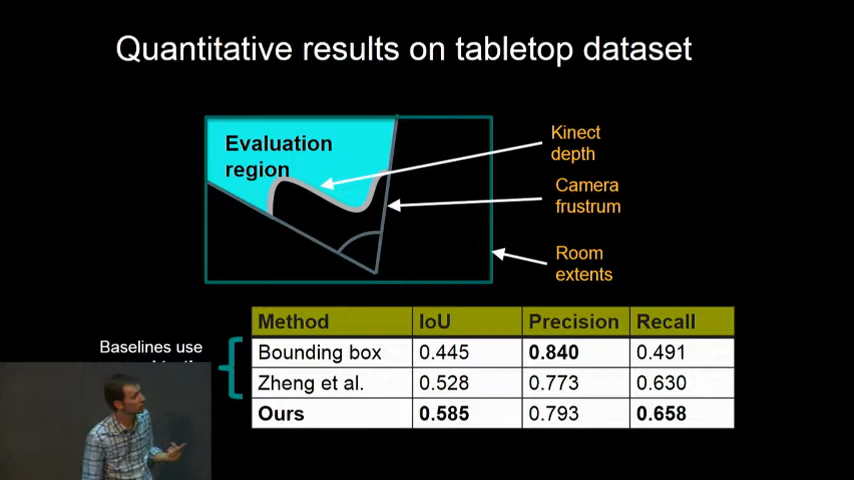 Quantitative results on tabletop dataset
Evaluation
region
Kinect
depth
Camera
frustrum
Room
extents
Method IoU Precision Recall
Bounding box 0.445 0.840 0.491
Zheng et al. 0.528 0.773 0.630
Ours 0.585 0.793 0.658
Baselines use